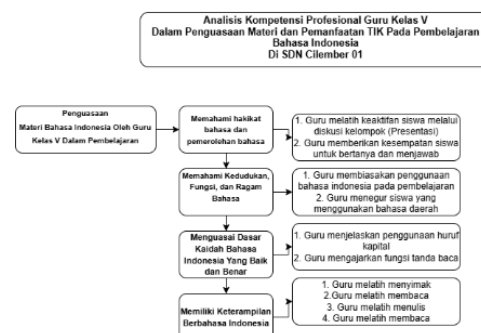 Analisis Kompetensi Profesional Guru Kelas V
Dalam Penguasaan Materi dan Pemanfaatan TIK Pada Pembelajaran
Bahasa Indonesia
Di SDN Cilember 01
Penguasaan
Materi Bahasa Indonesia Oleh Guru
Kelas V Dalam Pembelajaran
Memahami hakikat
bahasa dan
pemerolehan bahasa
1. Guru melatih keaktifan siswa melalui
diskusi kelompok (Presentasi)
2. Guru memberikan kesempatan siswa
untuk bertanya dan menjawab
Memahami Kedudukan,
Fungsi, dan Ragam
Bahasa
1. Guru membiasakan penggunaan
bahasa indonesia pada pembelajaran
2. Guru menegur siswa yang
menggunakan bahasa daerah
Menguasai Dasar
Kaidah Bahasa
Indonesia Yang Baik
dan Benar
1. Guru menjelaskan penggunaan huruf
kapital
2. Guru mengajarkan fungsi tanda baca
Memiliki Keterampilan
Berbahasa Indonesia
1. Guru melatih menyimak
2.Guru melatih membaca
3. Guru melatih menulis
4. Guru melatih membaca